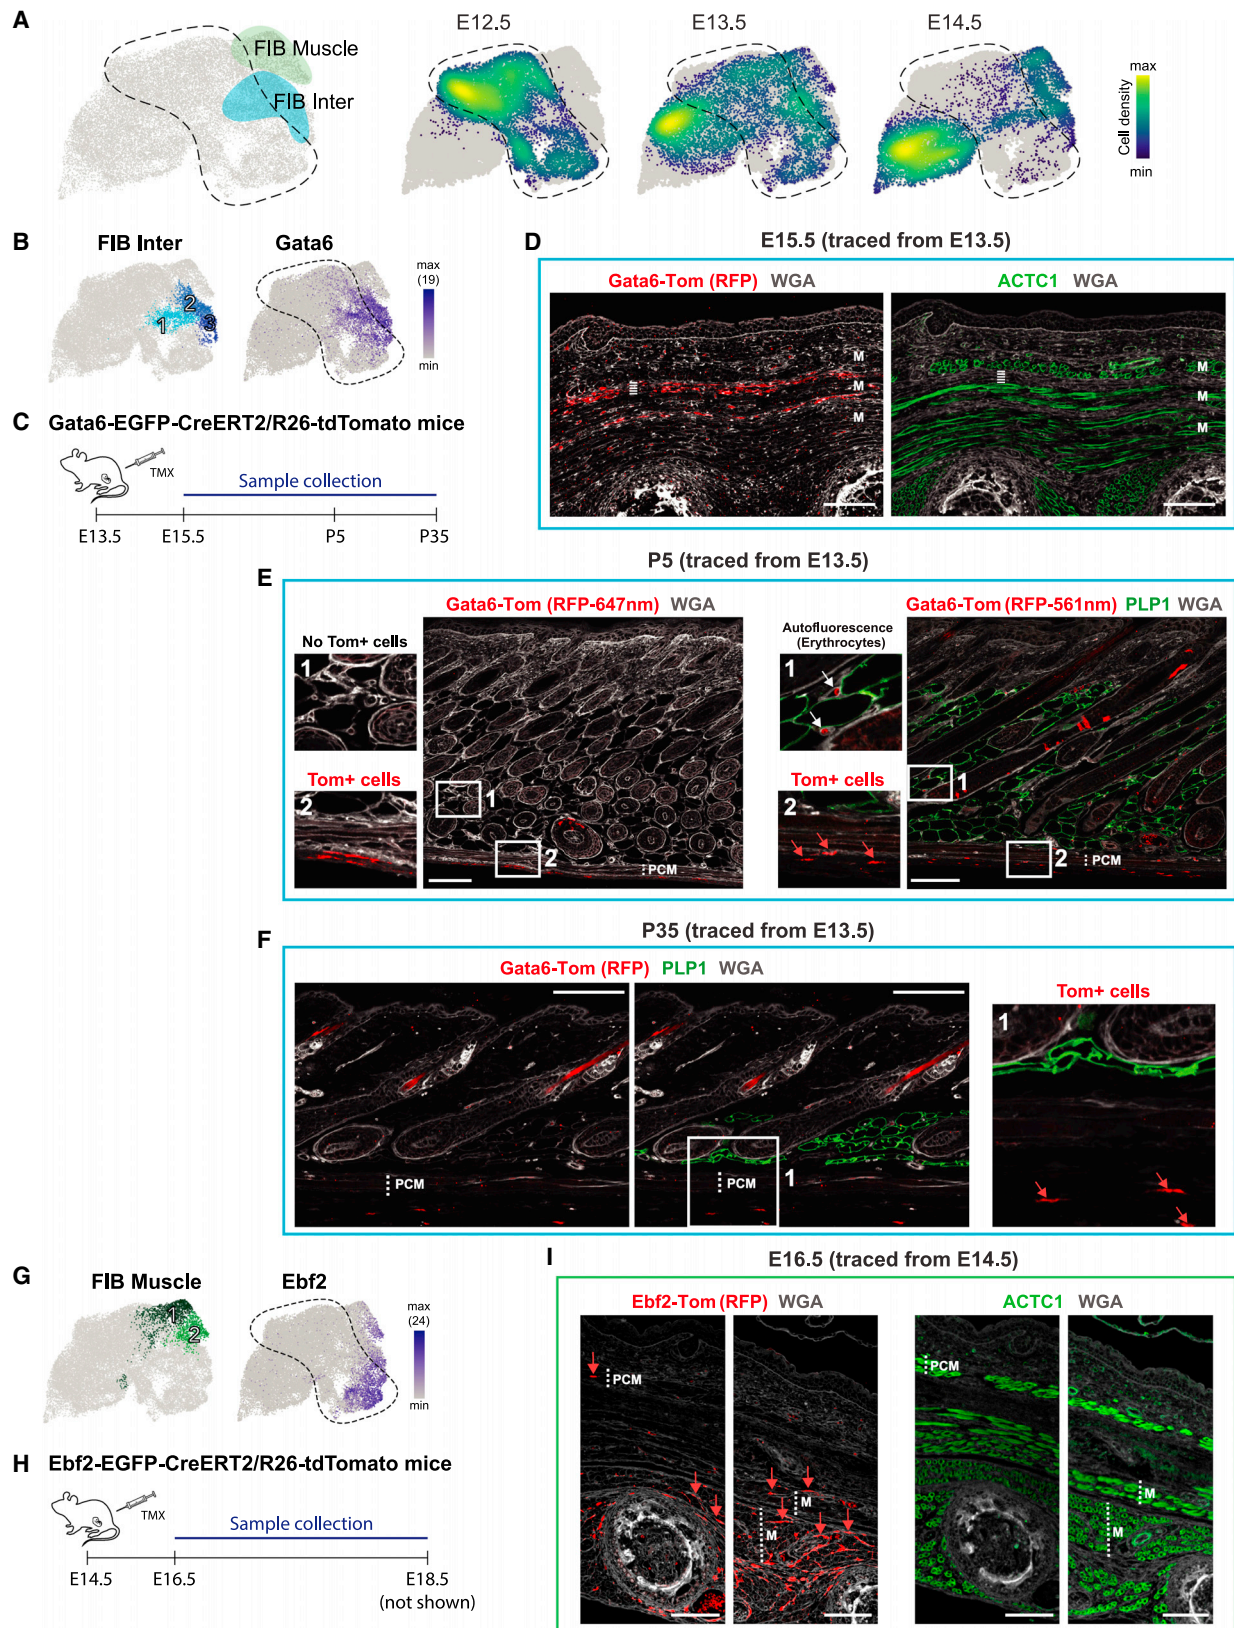 A
FIB Muscle
FIB Inter
E12.5
E13.5
E14.5
max
Cell density
min
B
FIB Inter
1
2
3
Gata6
max
(19)
min
C
Gata6-EGFP-CreERT2/R26-tdTomato mice
TMX
Sample collection
E13.5
E15.5
P5
P35
D
E15.5 (traced from E13.5)
Gata6-Tom (RFP) WGA
M
M
M
ACTC1 WGA
M
M
M
P5 (traced from E13.5)
E
Gata6-Tom (RFP-647nm) WGA
No Tom+ cells
1
Tom+ cells
2
1
2
PCM
Gata6-Tom (RFP-561nm) PLP1 WGA
Autofluorescence
(Erythrocytes)
1
Tom+ cells
2
1
2
PCM
P35 (traced from E13.5)
F
Gata6-Tom (RFP) PLP1 WGA
PCM
PCM
1
Tom+ cells
1
G
FIB Muscle
1
2
Ebf2
max
(24)
min
H
Ebf2-EGFP-CreERT2/R26-tdTomato mice
TMX
Sample collection
E14.5
E16.5
E18.5
(not shown)
I
E16.5 (traced from E14.5)
Ebf2-Tom (RFP) WGA
PCM
M
M
ACTC1 WGA
PCM
M
M